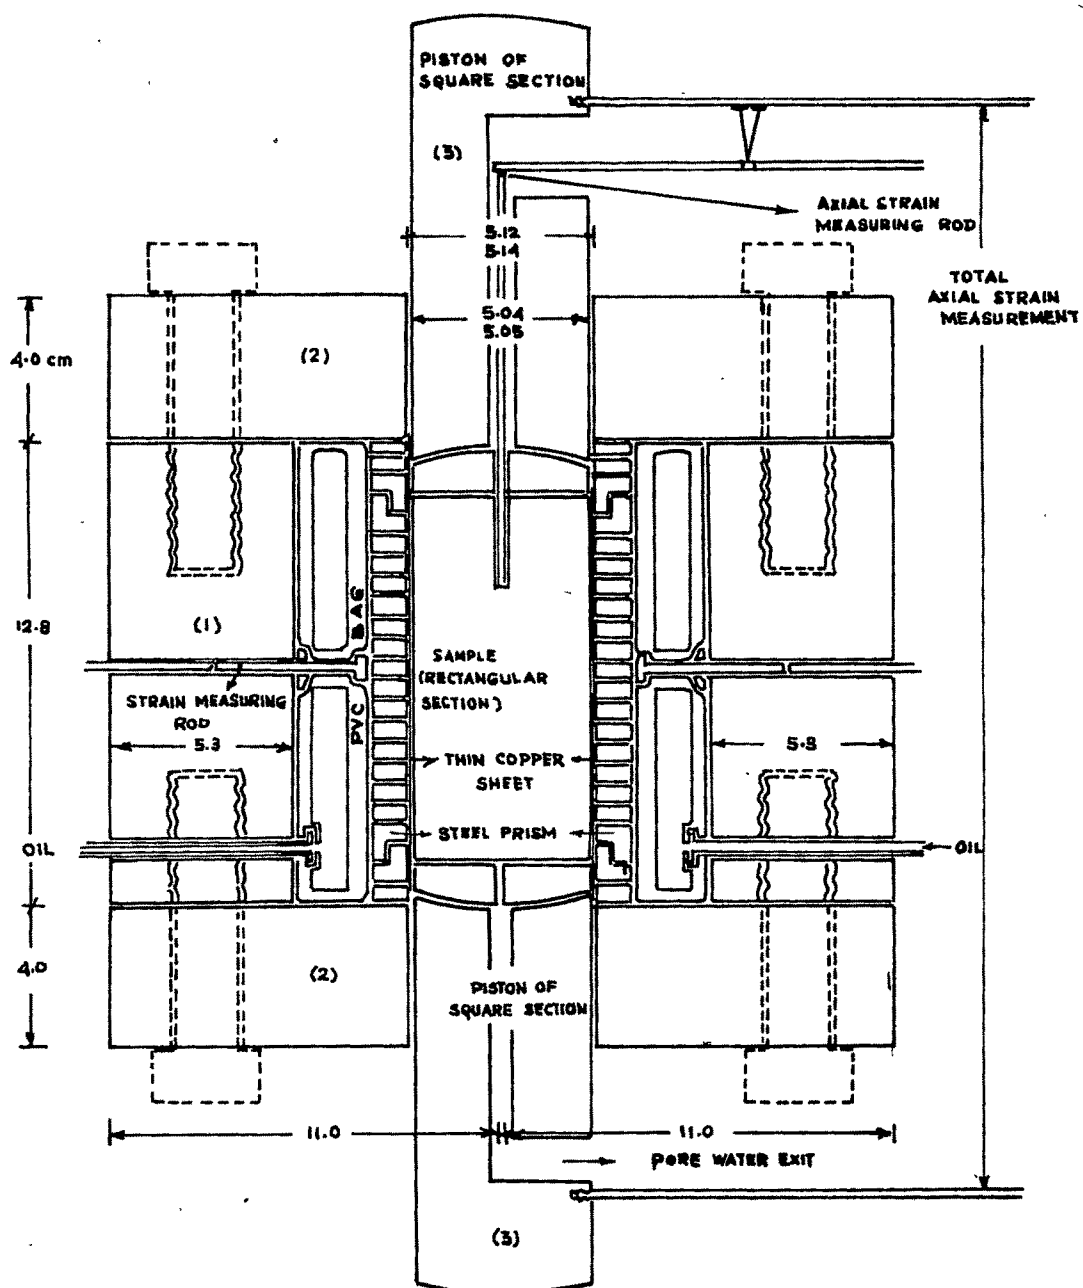 PISTON OF
SQUARE SECTION
(3)
AXIAL STRAIN
MEASURING ROD
5.12
5.14
TOTAL
AXIAL STRAIN
MEASUREMENT
5.04
5.05
4.0 cm
(2)
12.8
(1)
BAG
PVC
SAMPLE
(RECTANGULAR
SECTION)
STRAIN MEASURING
ROD
5.3
5.3
THIN COPPER
SHEET
STEEL PRISM
OIL
OIL
4.0
(2)
PISTON OF
SQUARE SECTION
11.0
11.0
PORE WATER EXIT
(3)